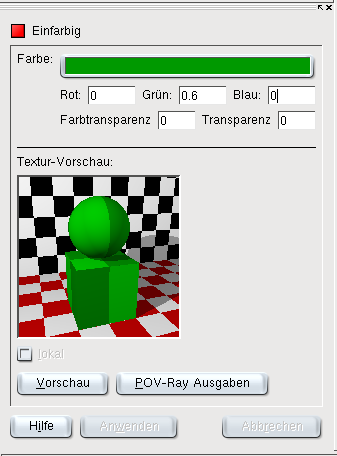 Einfarbig
Farbe:
Rot: 0 Grün: 0.6 Blau: 0
Farbtransparenz 0 Transparenz 0
Textur-Vorschau:
lokal
Vorschau POV-Ray Ausgaben
Hilfe Anwenden Abbrechen